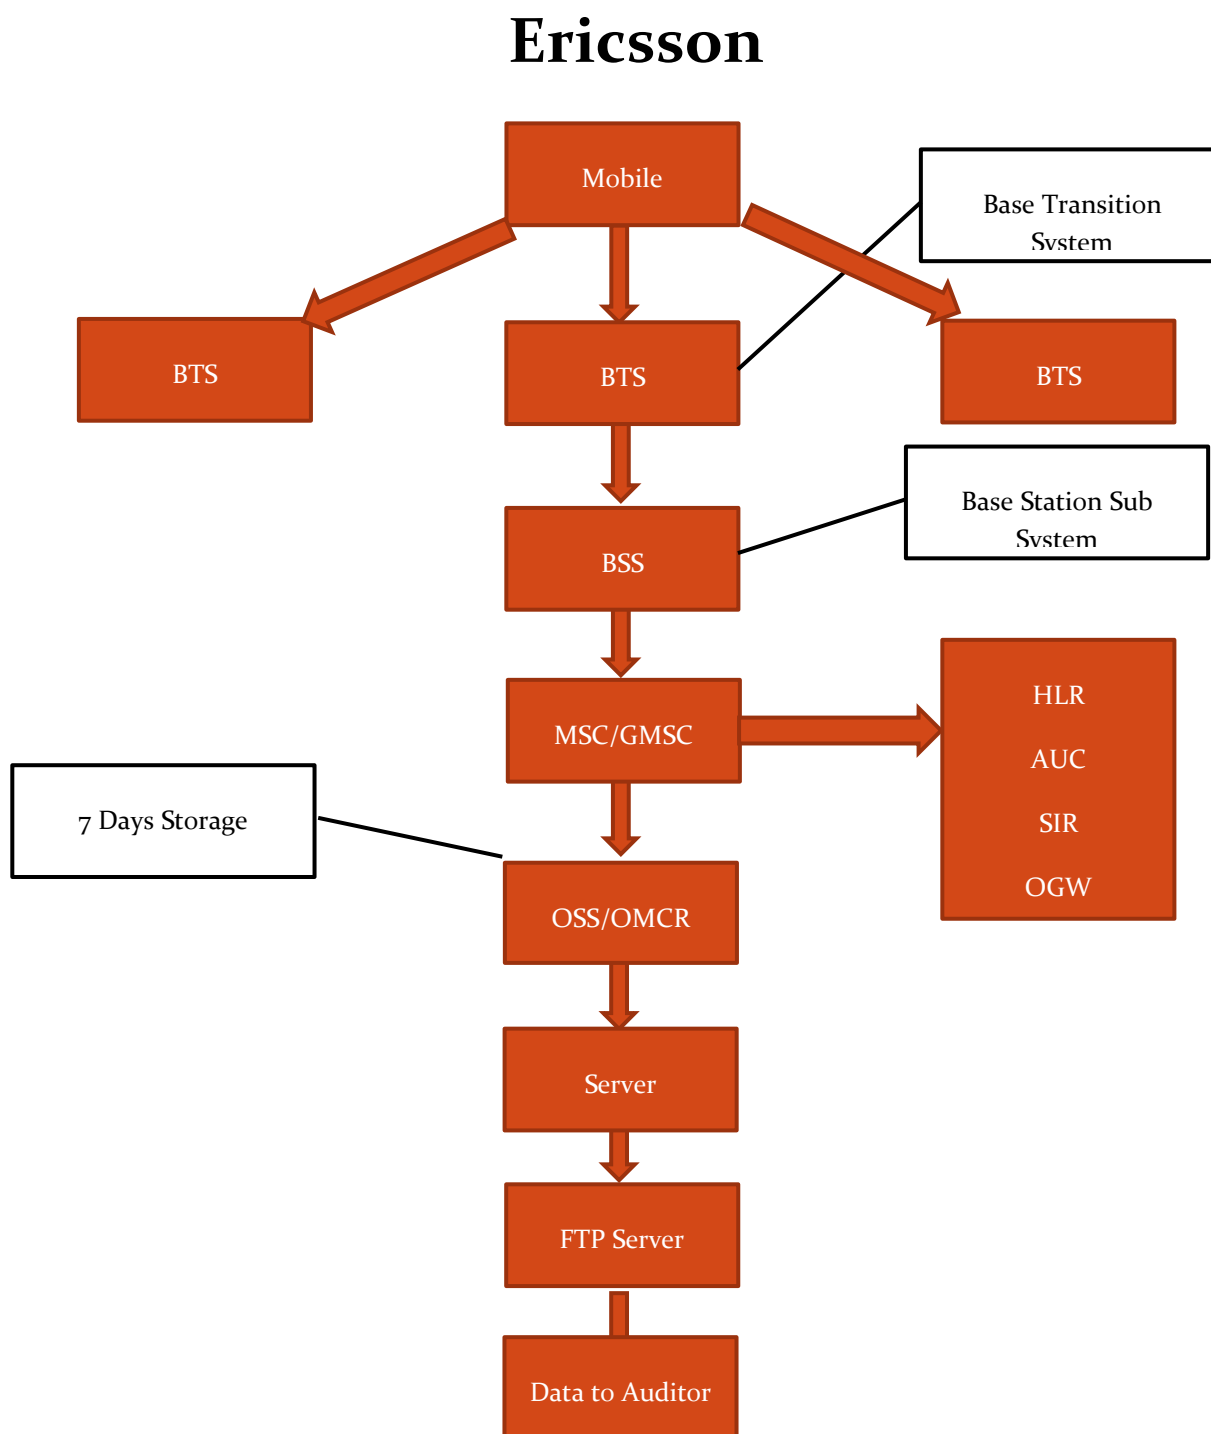 Ericsson
Mobile
Base Transition
System
BTS
BTS
BTS
Base Station Sub
System
BSS
MSC/GMSC
HLR
AUC
SIR
OGW
7 Days Storage
OSS/OMCR
Server
FTP Server
Data to Auditor